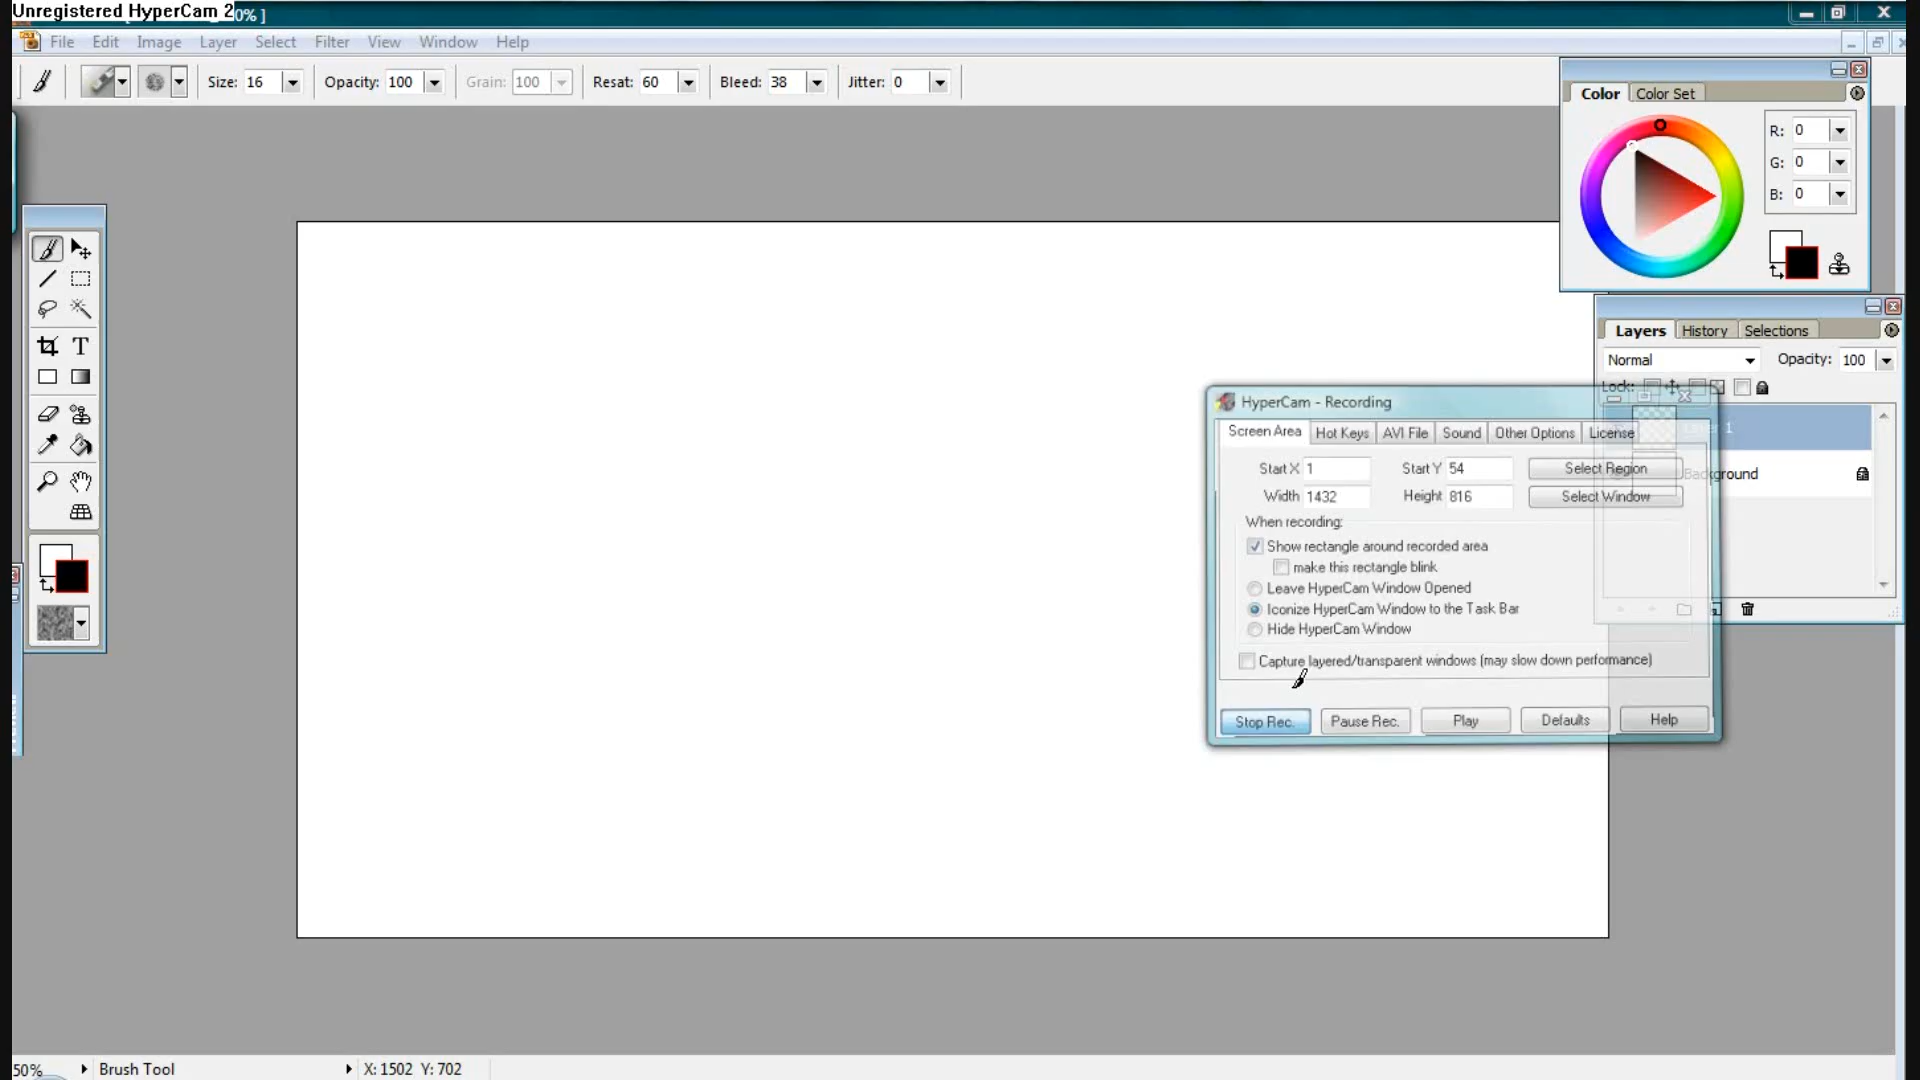 Unregistered HyperCam 2 0% ]
File Edit Image Layer Select Filter View Window Help
Size: 16 Opacity: 100 Grain: 100 Resat: 60 Bleed: 38 Jitter: 0
Color Color Set
R: 0
G: 0
B: 0
T
Layers History Selections
Normal Opacity: 100
Lock:
1
Background
HyperCam - Recording
Screen Area Hot Keys AVI File Sound Other Options License
Start X 1 Start Y 54 Select Region
Width 1432 Height 816 Select Window
When recording:
Show rectangle around recorded area
make this rectangle blink
Leave HyperCam Window Opened
Iconize HyperCam Window to the Task Bar
Hide HyperCam Window
Capture layered/transparent windows (may slow down performance)
Stop Rec. Pause Rec. Play Defaults Help
50% Brush Tool X: 1502 Y: 702